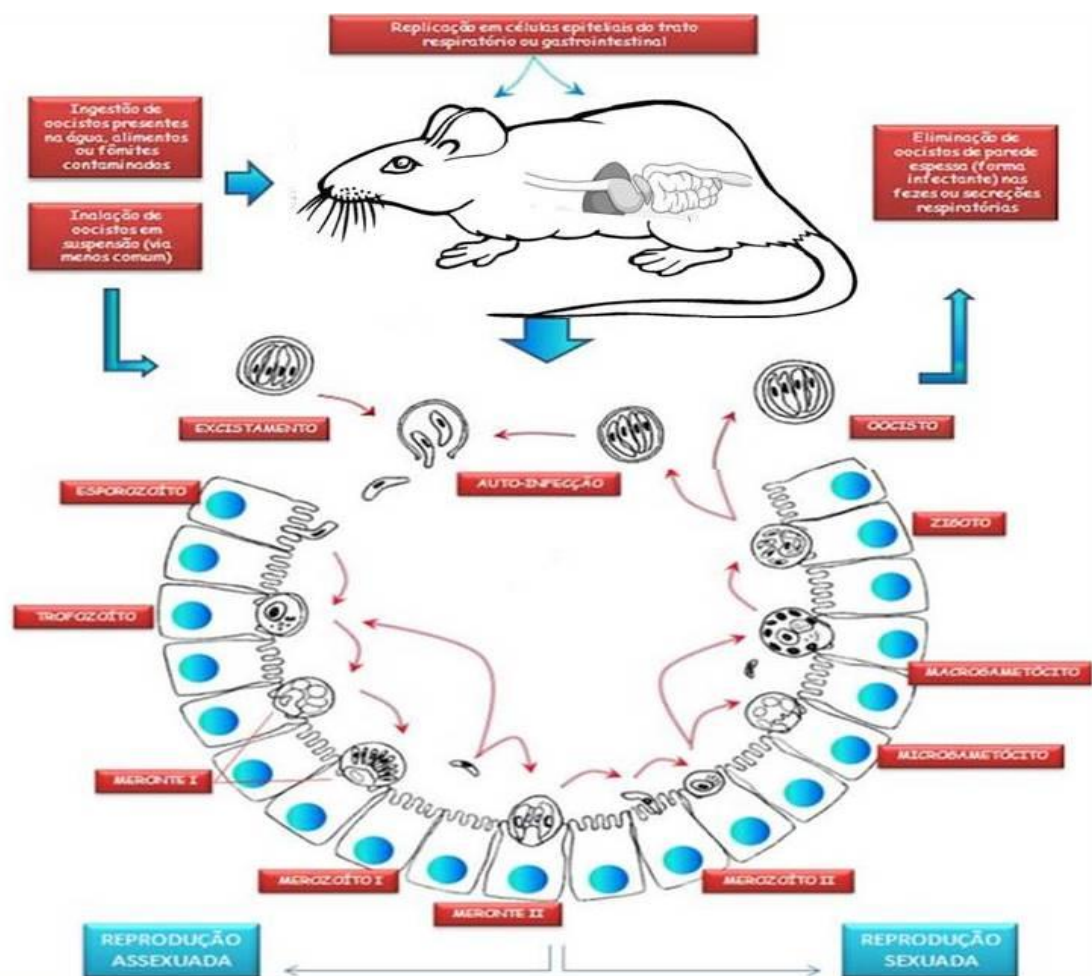 Replicação em células epiteliais do trato
respiratório ou gastrointestinal
Ingestão de
oocistos presentes
na água, alimentos
ou fômites
contaminados
Inalação de
oocistos em
suspensão (via
menos comum)
Eliminação de
oocistos de parede
espessa (forma
infectante) nas
fezes ou secreções
respiratórias
EXCISTAMENTO
OOCISTO
AUTO-INFECÇÃO
ESPOROZOÍTO
ZIGOTO
TROFOZOÍTO
MACROGAMETÓCITO
MICROGAMETÓCITO
MERONTE I
MEROZOÍTO I
MEROZOÍTO II
MERONTE II
REPRODUÇÃO
ASSEXUADA
REPRODUÇÃO
SEXUADA